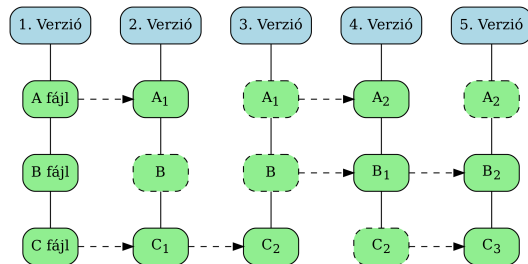 1. Verzió 2. Verzió 3. Verzió 4. Verzió 5. Verzió
A fájl A₁ A₁ A₂ A₂
B fájl B B B₁ B₂
C fájl C₁ C₂ C₂ C₃